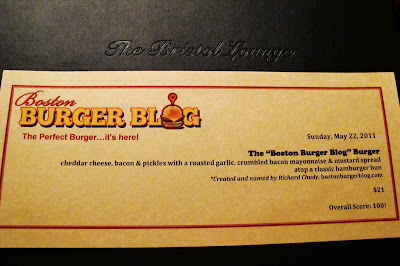 The Bristol Lounge
Boston
BURGER BLOG
The Perfect Burger...it's here!
Sunday, May 22, 2011
The "Boston Burger Blog" Burger
cheddar cheese, bacon & pickles with a roasted garlic, crumbled bacon mayonnaise & mustard spread
atop a classic hamburger bun
*Created and named by Richard Chudy, bostonburgerblog.com
$21
Overall Score: 100!